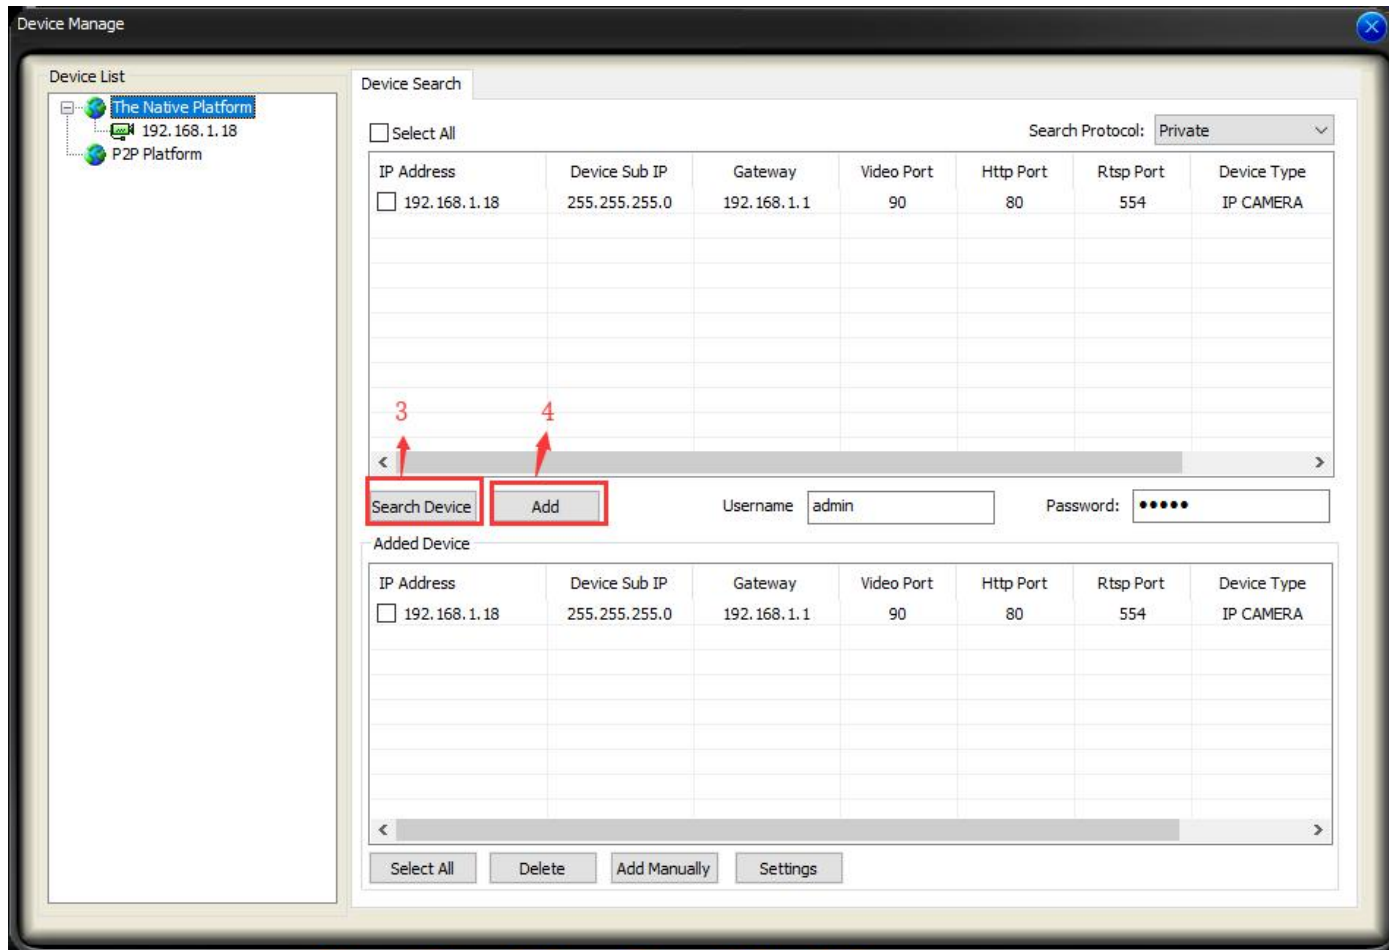 Device Manage
Device List
The Native Platform
192.168.1.18
P2P Platform
Device Search
Select All
Search Protocol: Private
IP Address Device Sub IP Gateway Video Port Http Port Rtsp Port Device Type
192.168.1.18 255.255.255.0 192.168.1.1 90 80 554 IP CAMERA
3 4
Search Device Add Username admin Password: •••••
Added Device
IP Address Device Sub IP Gateway Video Port Http Port Rtsp Port Device Type
192.168.1.18 255.255.255.0 192.168.1.1 90 80 554 IP CAMERA
Select All Delete Add Manually Settings